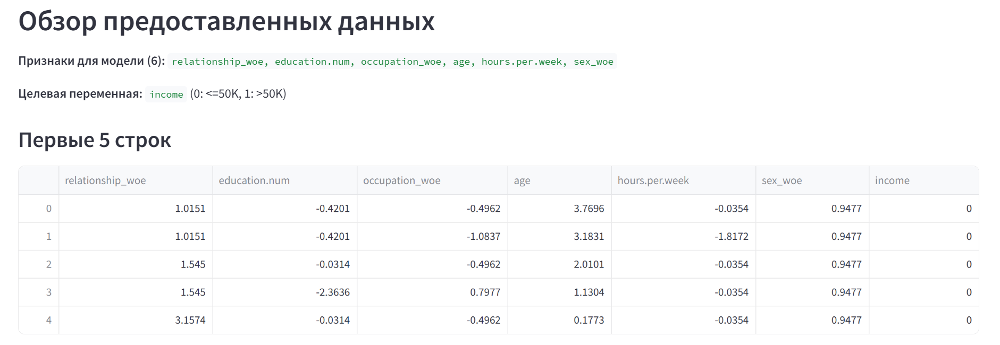 Обзор предоставленных данных
Признаки для модели (6): relationship_woe, education.num, occupation_woe, age, hours.per.week, sex_woe
Целевая переменная: income (0: <=50K, 1: >50K)
Первые 5 строк
relationship_woe education.num occupation_woe age hours.per.week sex_woe income
0 1.0151 -0.4201 -0.4962 3.7696 -0.0354 0.9477 0
1 1.0151 -0.4201 -1.0837 3.1831 -1.8172 0.9477 0
2 1.545 -0.0314 -0.4962 2.0101 -0.0354 0.9477 0
3 1.545 -2.3636 0.7977 1.1304 -0.0354 0.9477 0
4 3.1574 -0.0314 -0.4962 0.1773 -0.0354 0.9477 0